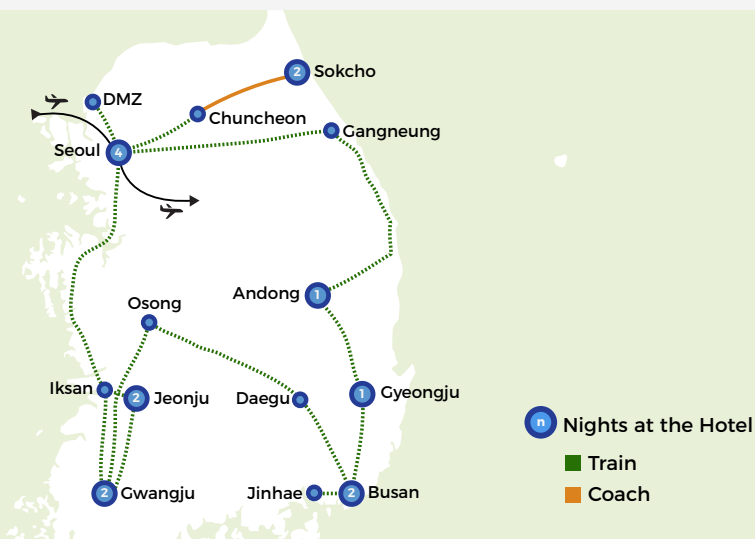 2 Sokcho
DMZ
Chuncheon
Gangneung
Seoul 4
Andong 1
Osong
Iksan
2 Jeonju
Daegu
1 Gyeongju
n Nights at the Hotel
Train
Coach
2 Gwangju
Jinhae
2 Busan